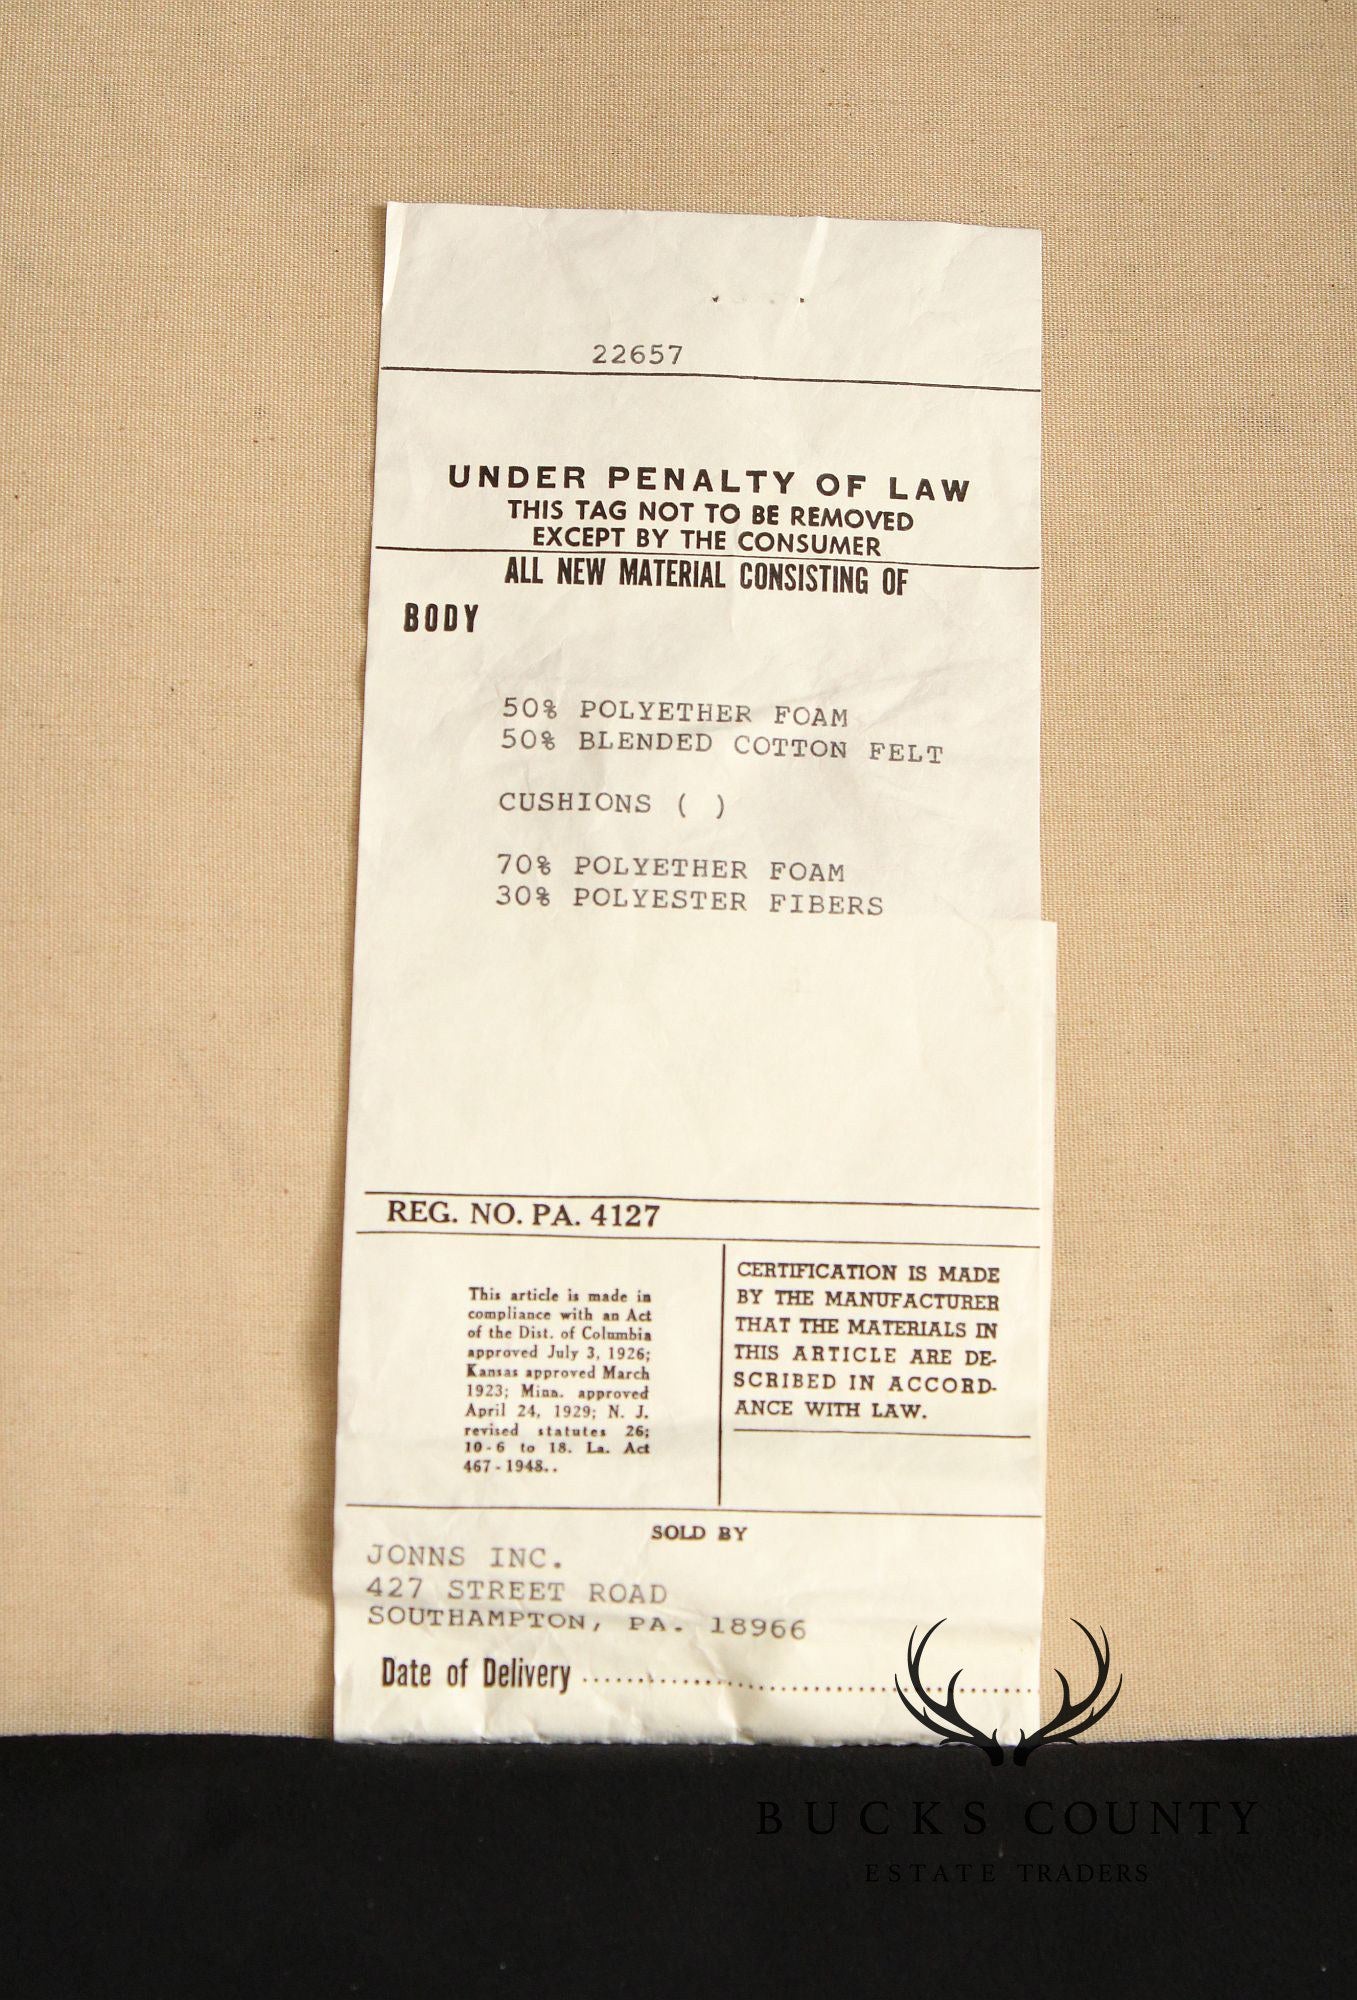 22657
UNDER PENALTY OF LAW
THIS TAG NOT TO BE REMOVED
EXCEPT BY THE CONSUMER
ALL NEW MATERIAL CONSISTING OF
BODY
50% POLYETHER FOAM
50% BLENDED COTTON FELT
CUSHIONS ( )
70% POLYETHER FOAM
30% POLYESTER FIBERS
REG. NO. PA. 4127
This article is made in
compliance with an Act
of the Dist. of Columbia
approved July 3, 1926;
Kansas approved March
1923; Minn. approved
April 24, 1929; N. J.
revised statutes 26;
10-6 to 18. La. Act
467-1948..
CERTIFICATION IS MADE
BY THE MANUFACTURER
THAT THE MATERIALS IN
THIS ARTICLE ARE DE-
SCRIBED IN ACCORD-
ANCE WITH LAW.
SOLD BY
JONNS INC.
427 STREET ROAD
SOUTHAMPTON, PA. 18966
Date of Delivery ........................................
BUCKS COUNTY
ESTATE TRADERS